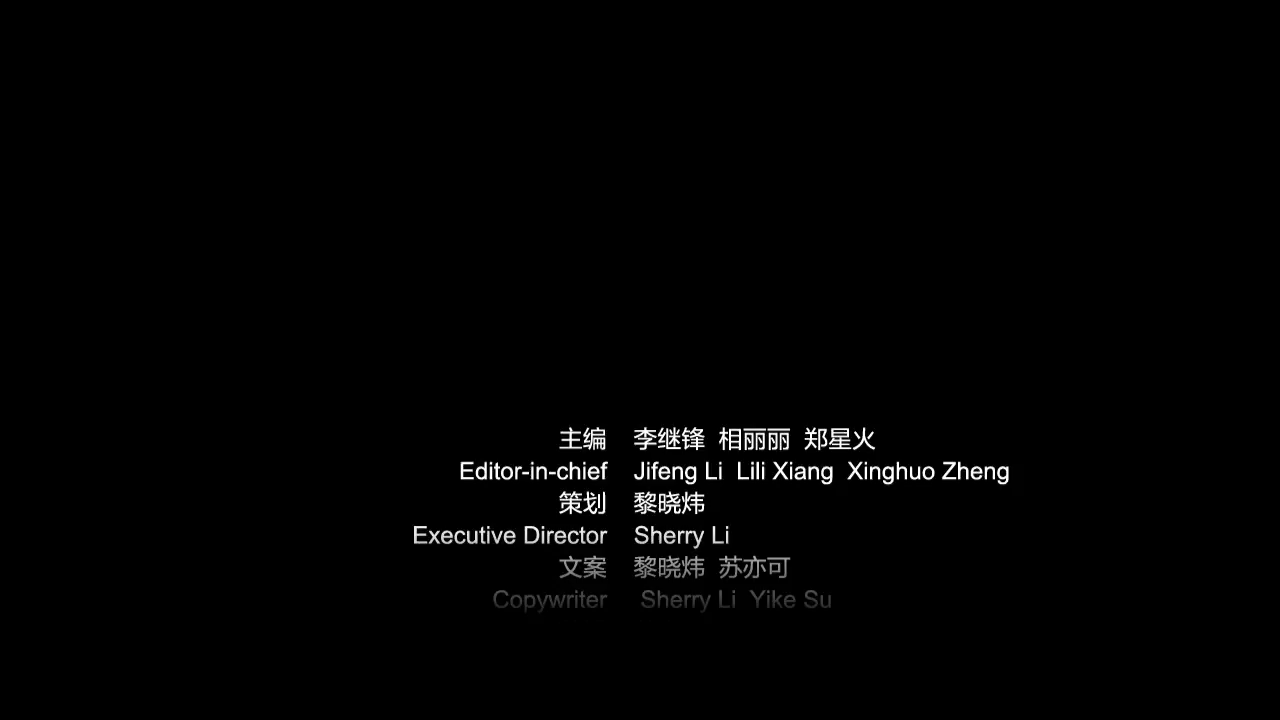 主编 李继锋 相丽丽 郑星火
Editor-in-chief Jifeng Li Lili Xiang Xinghuo Zheng
策划 黎晓炜
Executive Director Sherry Li
文案 黎晓炜 苏亦可
Copywriter Sherry Li Yike Su